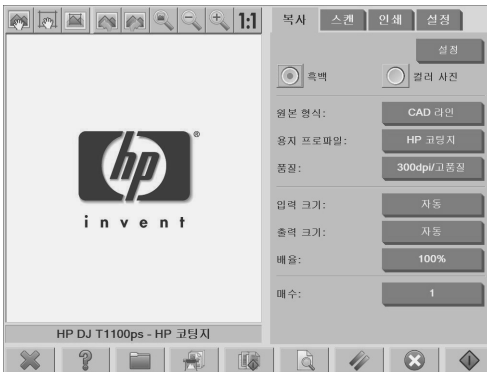 1:1
복사 스캔 인쇄 설정
설정
흑백 컬러 사진
원본 형식: CAD 라인
용지 프로파일: HP 코팅지
품질: 300dpi/고품질
입력 크기: 자동
출력 크기: 자동
배율: 100%
매수: 1
hp®
invent
HP DJ T1100ps - HP 코팅지